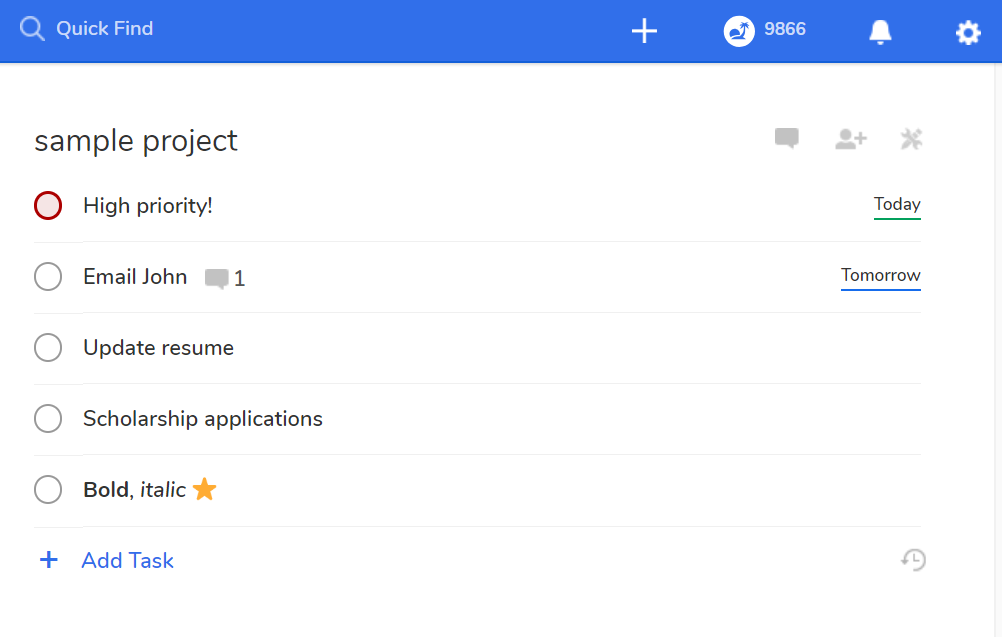 Quick Find
9866
sample project
High priority!
Today
Email John
1
Tomorrow
Update resume
Scholarship applications
Bold, italic
+ Add Task